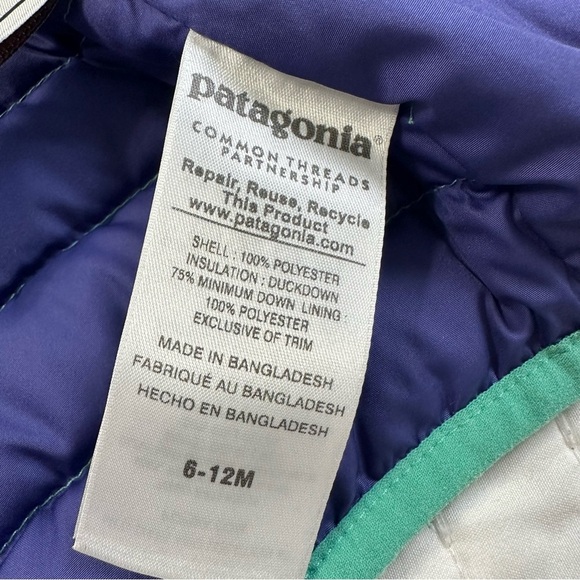 patagonia®
COMMON THREADS
PARTNERSHIP
Repair, Reuse, Recycle
This Product
www.patagonia.com
SHELL : 100% POLYESTER
INSULATION : DUCKDOWN
75% MINIMUM DOWN LINING :
100% POLYESTER
EXCLUSIVE OF TRIM
MADE IN BANGLADESH
FABRIQUÉ AU BANGLADESH
HECHO EN BANGLADESH
6-12M